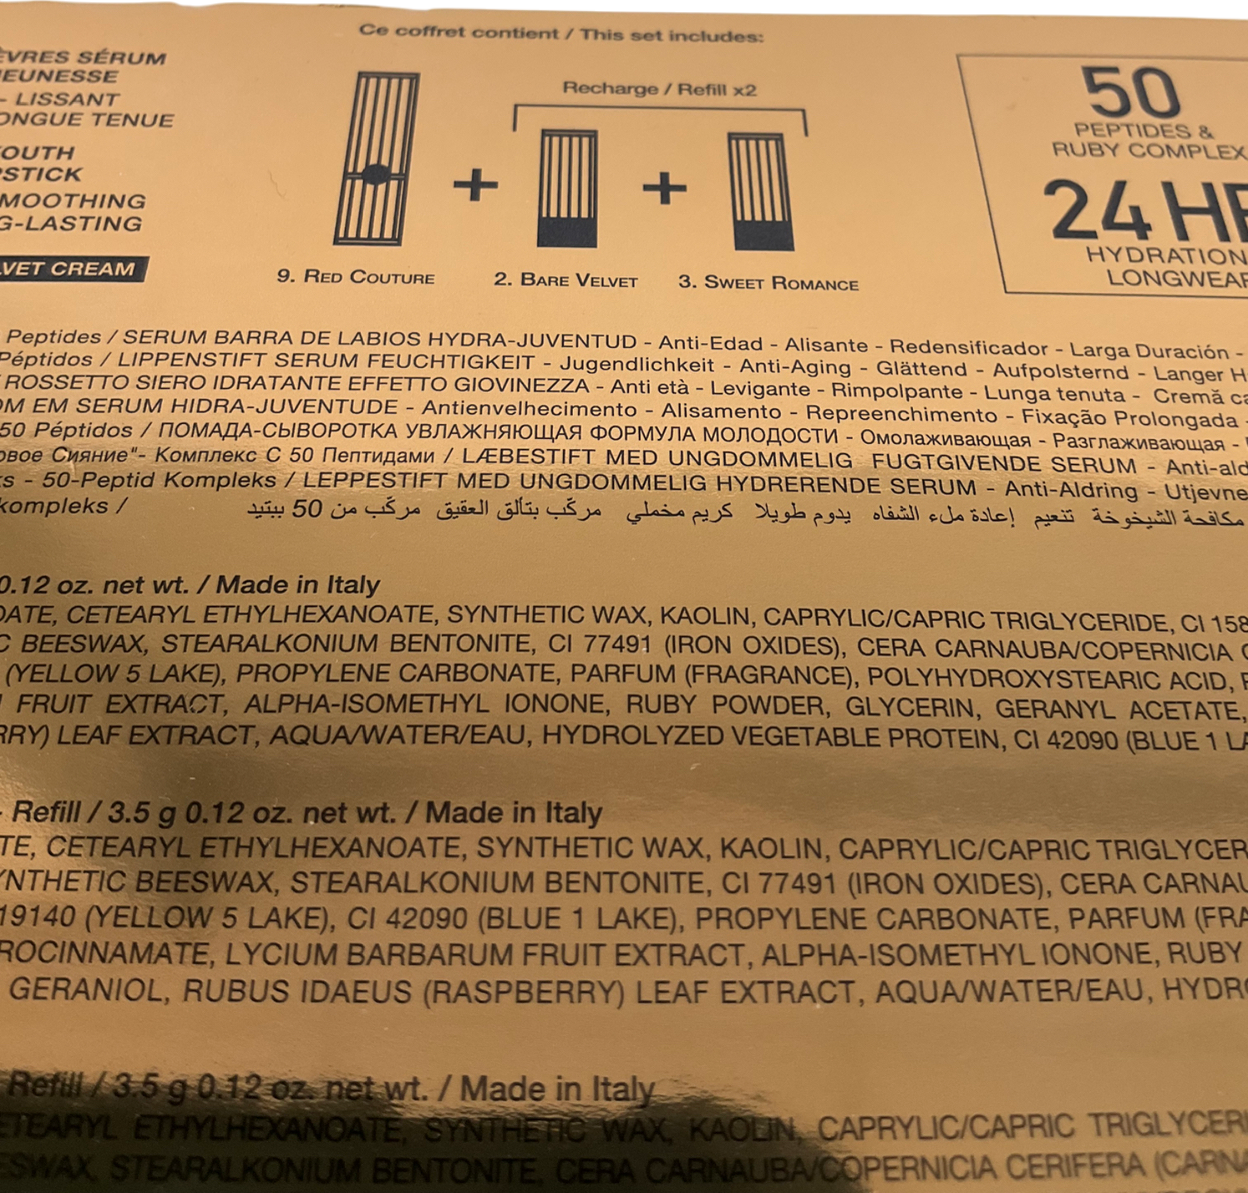 Ce coffret contient / This set includes:
ÈVRES SÉRUM
JEUNESSE
- LISSANT
ONGUE TENUE
OUTH
PSTICK
MOOTHING
G-LASTING
VET CREAM
Recharge / Refill x2
+
+
9. RED COUTURE
2. BARE VELVET
3. SWEET ROMANCE
50
PEPTIDES &
RUBY COMPLEX
24 HR
HYDRATION
LONGWEAR
Peptides / SERUM BARRA DE LABIOS HYDRA-JUVENTUD - Anti-Edad - Alisante - Redensificador - Larga Duración -
Péptidos / LIPPENSTIFT SERUM FEUCHTIGKEIT - Jugendlichkeit - Anti-Aging - Glättend - Aufpolsternd - Langer H
/ ROSSETTO SIERO IDRATANTE EFFETTO GIOVINEZZA - Anti età - Levigante - Rimpolpante - Lunga tenuta - Cremă ca
OM EM SERUM HIDRA-JUVENTUDE - Antienvelhecimento - Alisamento - Repreenchimento - Fixação Prolongada -
50 Péptidos / ПОМАДА-СЫВОРОТКА УВЛАЖНЯЮЩАЯ ФОРМУЛА МОЛОДОСТИ - Омолаживающая - Разглаживающая -
овое Сияние"- Комплекс С 50 Пептидами / LÆBESTIFT MED UNGDOMMELIG FUGTGIVENDE SERUM - Anti-ald
ks - 50-Peptid Kompleks / LEPPESTIFT MED UNGDOMMELIG HYDRERENDE SERUM - Anti-Aldring - Utjevne
kompleks / مكافحة الشيخوخة تنعيم إعادة ملء الشفاه يدوم طويلا كريم مخملي مركّب بتألق العقيق مركّب من 50 ببتيد
0.12 oz. net wt. / Made in Italy
OATE, CETEARYL ETHYLHEXANOATE, SYNTHETIC WAX, KAOLIN, CAPRYLIC/CAPRIC TRIGLYCERIDE, CI 158
C BEESWAX, STEARALKONIUM BENTONITE, CI 77491 (IRON OXIDES), CERA CARNAUBA/COPERNICIA C
(YELLOW 5 LAKE), PROPYLENE CARBONATE, PARFUM (FRAGRANCE), POLYHYDROXYSTEARIC ACID, P
FRUIT EXTRACT, ALPHA-ISOMETHYL IONONE, RUBY POWDER, GLYCERIN, GERANYL ACETATE,
RRY) LEAF EXTRACT, AQUA/WATER/EAU, HYDROLYZED VEGETABLE PROTEIN, CI 42090 (BLUE 1 LA
- Refill / 3.5 g 0.12 oz. net wt. / Made in Italy
TE, CETEARYL ETHYLHEXANOATE, SYNTHETIC WAX, KAOLIN, CAPRYLIC/CAPRIC TRIGLYCER
YNTHETIC BEESWAX, STEARALKONIUM BENTONITE, CI 77491 (IRON OXIDES), CERA CARNAU
19140 (YELLOW 5 LAKE), CI 42090 (BLUE 1 LAKE), PROPYLENE CARBONATE, PARFUM (FRA
ROCINNAMATE, LYCIUM BARBARUM FRUIT EXTRACT, ALPHA-ISOMETHYL IONONE, RUBY
GERANIOL, RUBUS IDAEUS (RASPBERRY) LEAF EXTRACT, AQUA/WATER/EAU, HYDRO
Refill / 3.5 g 0.12 oz. net wt. / Made in Italy
ETEARYL ETHYLHEXANOATE, SYNTHETIC WAX, KAOLIN, CAPRYLIC/CAPRIC TRIGLYCERI
ESWAX, STEARALKONIUM BENTONITE, CERA CARNAUBA/COPERNICIA CERIFERA (CARNA